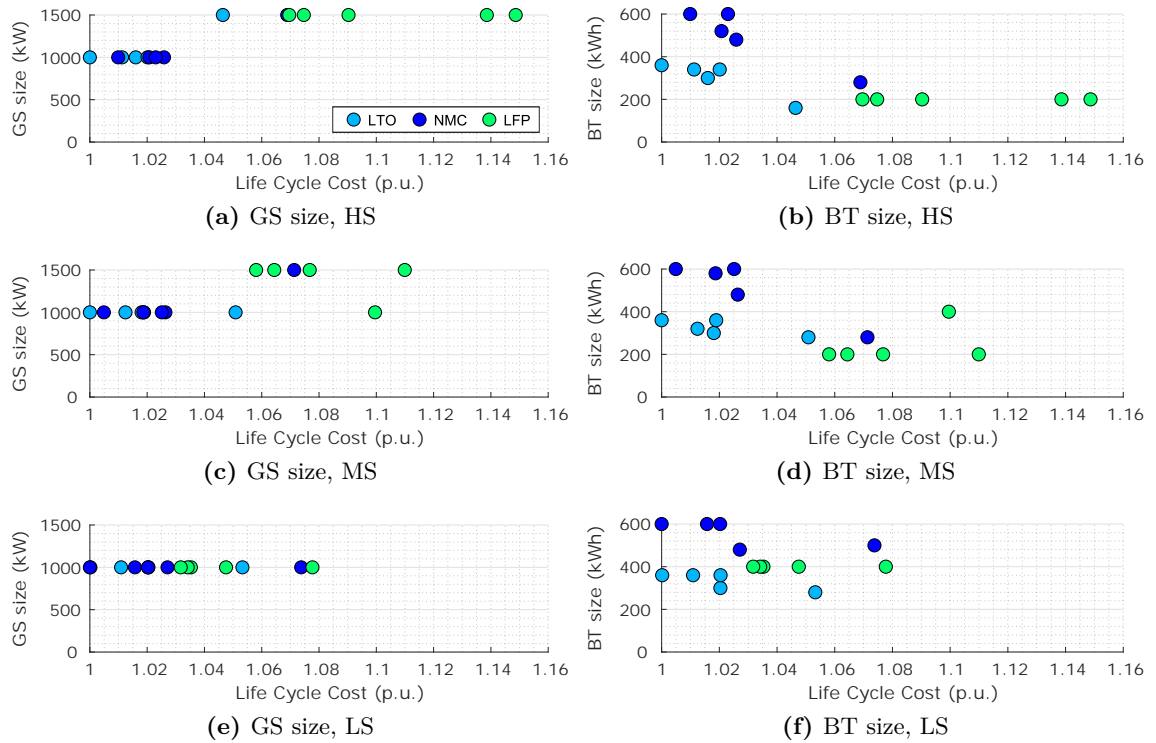 1500
1000
500
0
GS size (kW)
LTO NMC LFP
1 1.02 1.04 1.06 1.08 1.1 1.12 1.14 1.16
Life Cycle Cost (p.u.)
(a) GS size, HS
600
400
200
0
BT size (kWh)
1 1.02 1.04 1.06 1.08 1.1 1.12 1.14 1.16
Life Cycle Cost (p.u.)
(b) BT size, HS
1500
1000
500
0
GS size (kW)
1 1.02 1.04 1.06 1.08 1.1 1.12 1.14 1.16
Life Cycle Cost (p.u.)
(c) GS size, MS
600
400
200
0
BT size (kWh)
1 1.02 1.04 1.06 1.08 1.1 1.12 1.14 1.16
Life Cycle Cost (p.u.)
(d) BT size, MS
1500
1000
500
0
GS size (kW)
1 1.02 1.04 1.06 1.08 1.1 1.12 1.14 1.16
Life Cycle Cost (p.u.)
(e) GS size, LS
600
400
200
0
BT size (kWh)
1 1.02 1.04 1.06 1.08 1.1 1.12 1.14 1.16
Life Cycle Cost (p.u.)
(f) BT size, LS